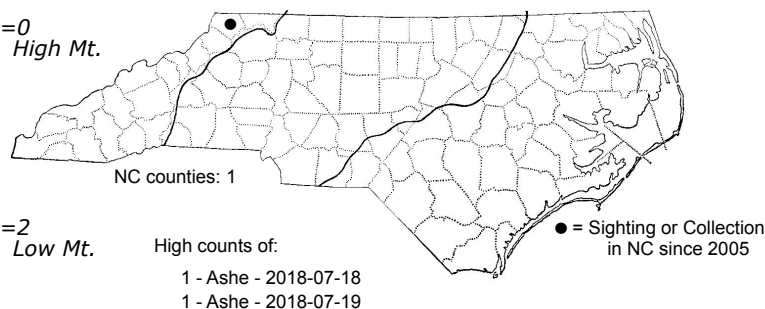 =0
High Mt.
NC counties: 1
=2
Low Mt.
High counts of:
1 - Ashe - 2018-07-18
1 - Ashe - 2018-07-19
● = Sighting or Collection
in NC since 2005